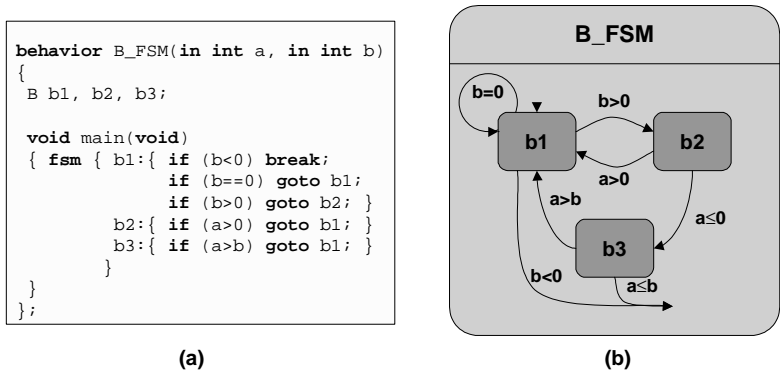 behavior B_FSM(in int a, in int b)
{
B b1, b2, b3;
void main(void)
{ fsm { b1:{ if (b<0) break;
if (b==0) goto b1;
if (b>0) goto b2; }
b2:{ if (a>0) goto b1; }
b3:{ if (a>b) goto b1; }
}
}
};
(a)
B_FSM
b=0
b>0
b1
b2
a>0
a>b
a≤0
b3
b<0
a≤b
(b)